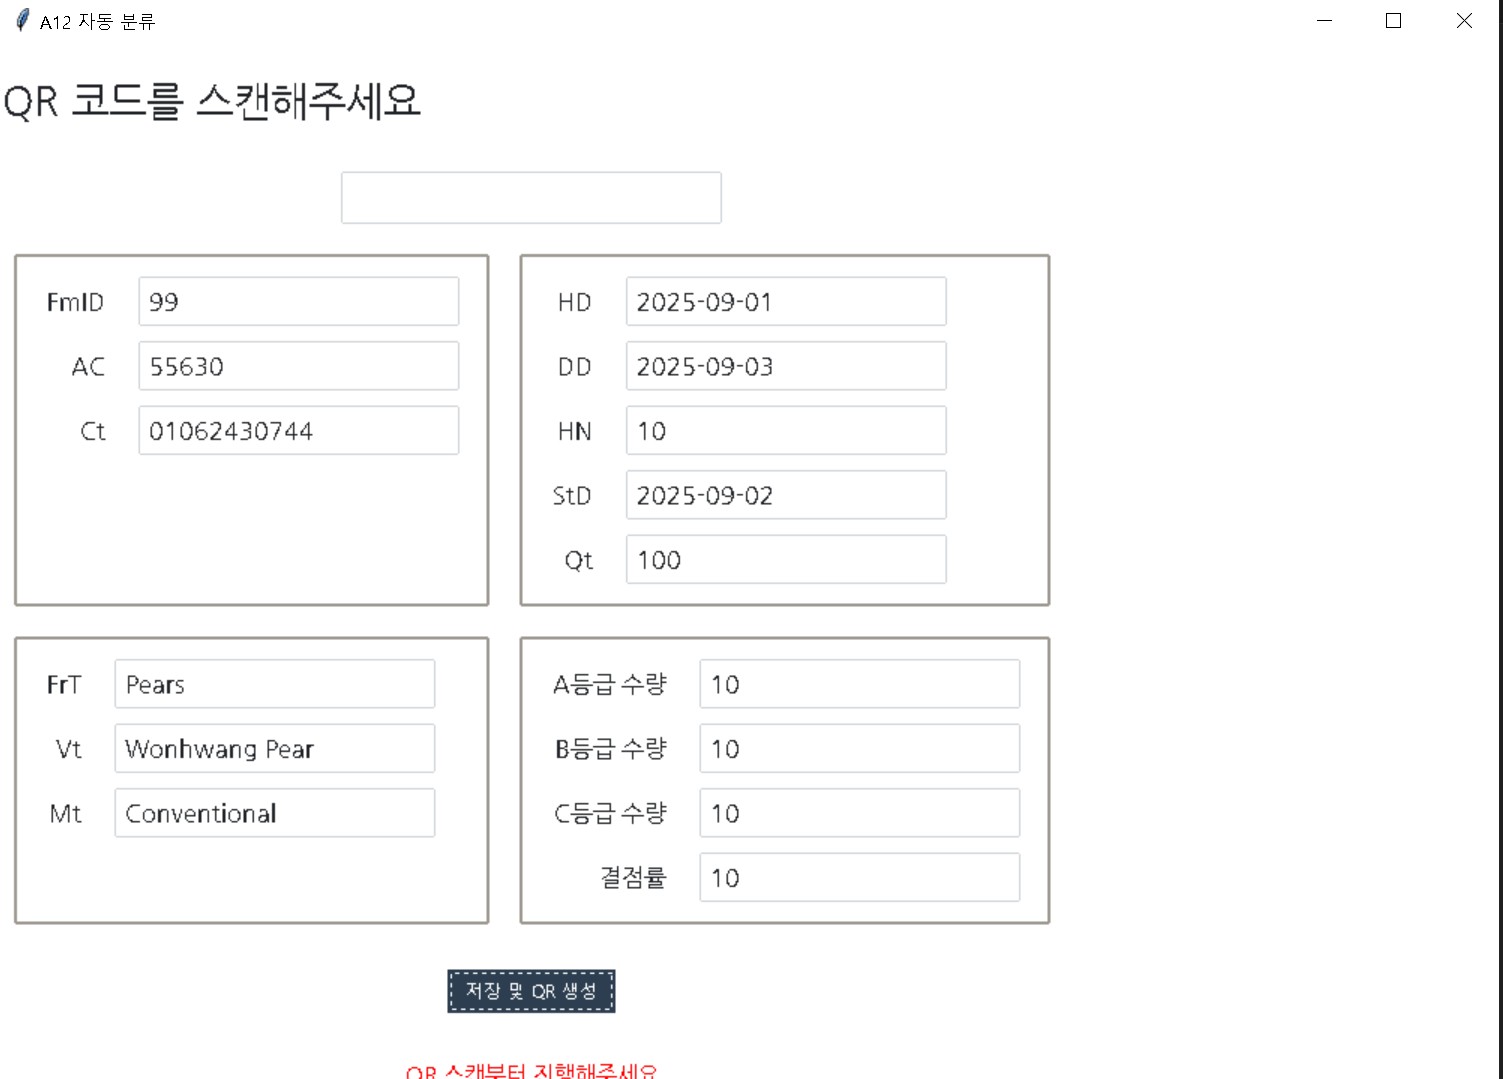 A12 자동 분류
QR 코드를 스캔해주세요
FmID 99
AC 55630
Ct 01062430744
HD 2025-09-01
DD 2025-09-03
HN 10
StD 2025-09-02
Qt 100
FrT Pears
Vt Wonhwang Pear
Mt Conventional
A등급 수량 10
B등급 수량 10
C등급 수량 10
결점률 10
저장 및 QR 생성
QR 스캔부터 진행해주세요